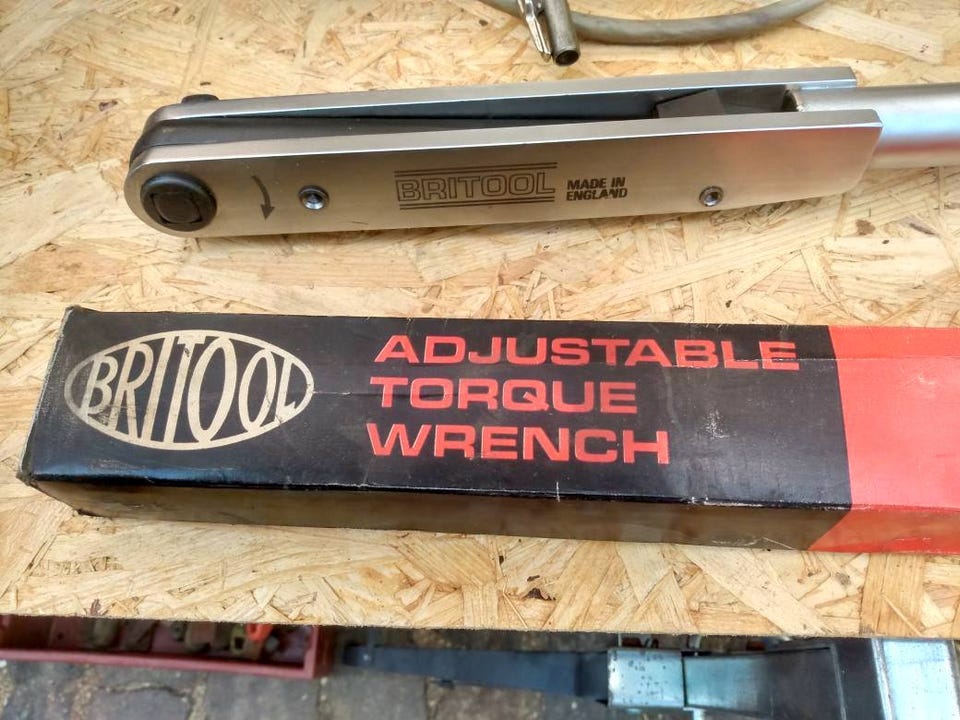 BRITOOL
MADE IN
ENGLAND
BRITOOL
ADJUSTABLE
TORQUE
WRENCH